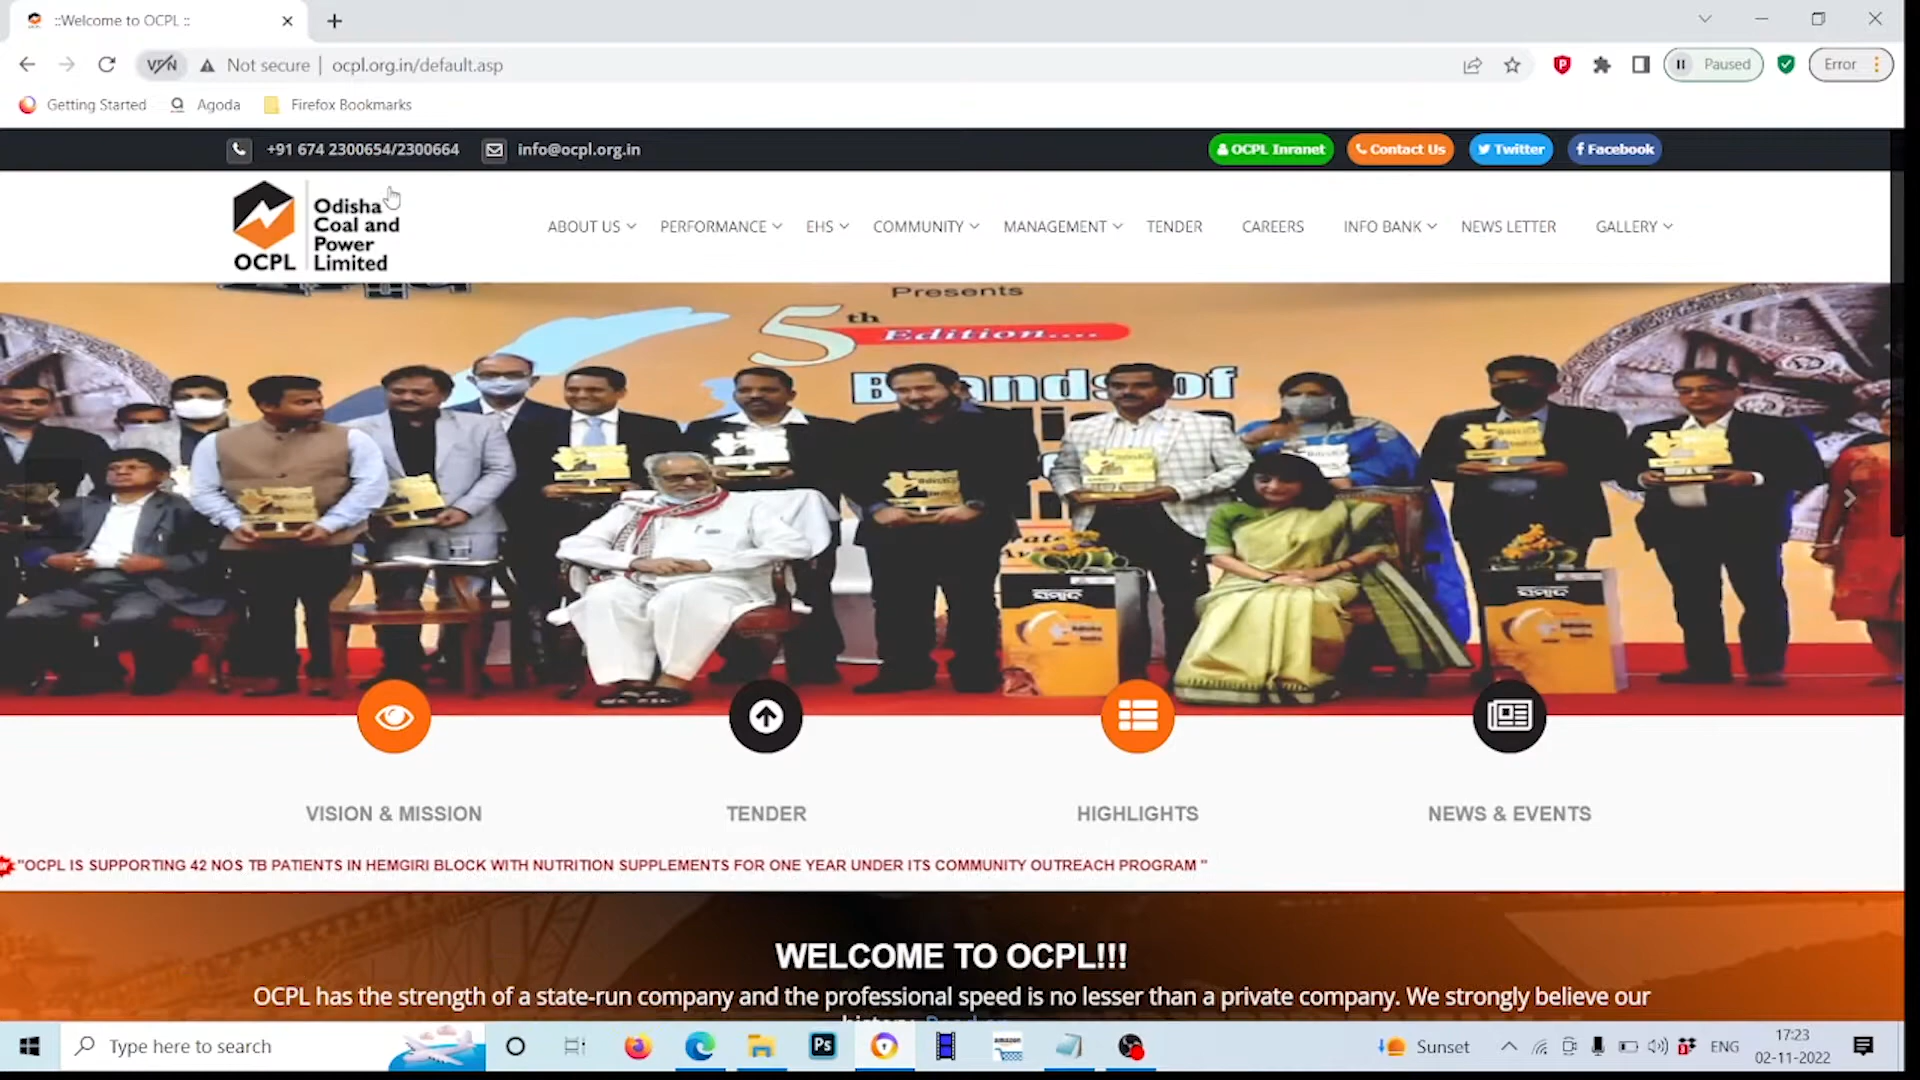 ::Welcome to OCPL ::
VPN
Not secure
ocpl.org.in/default.asp
Paused
Error
Getting Started
Agoda
Firefox Bookmarks
+91 674 2300654/2300664
info@ocpl.org.in
OCPL Inranet
Contact Us
Twitter
Facebook
OCPL
Odisha
Coal and
Power
Limited
ABOUT US
PERFORMANCE
EHS
COMMUNITY
MANAGEMENT
TENDER
CAREERS
INFO BANK
NEWS LETTER
GALLERY
Presents
5th
Edition....
Brands of
VISION & MISSION
TENDER
HIGHLIGHTS
NEWS & EVENTS
"OCPL IS SUPPORTING 42 NOS TB PATIENTS IN HEMGIRI BLOCK WITH NUTRITION SUPPLEMENTS FOR ONE YEAR UNDER ITS COMMUNITY OUTREACH PROGRAM "
WELCOME TO OCPL!!!
OCPL has the strength of a state-run company and the professional speed is no lesser than a private company. We strongly believe our
Type here to search
Ps
amazon
Sunset
ENG
17:23
02-11-2022